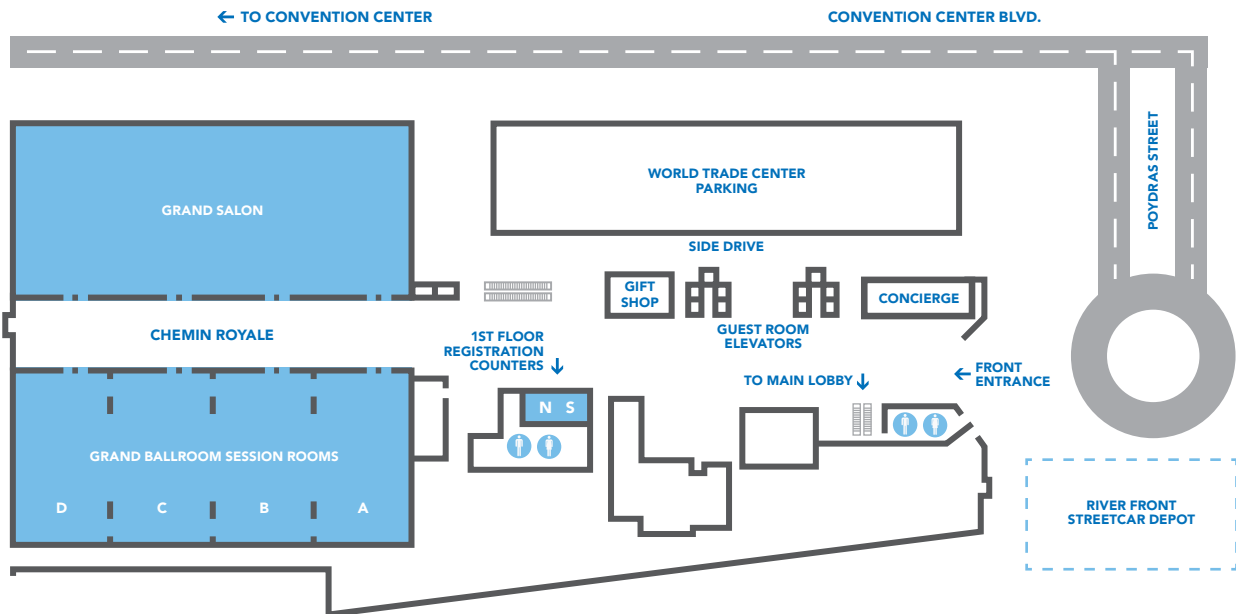 ← TO CONVENTION CENTER
CONVENTION CENTER BLVD.
POYDRAS STREET
WORLD TRADE CENTER
PARKING
GRAND SALON
SIDE DRIVE
GIFT
SHOP
CONCIERGE
CHEMIN ROYALE
GUEST ROOM
ELEVATORS
1ST FLOOR
REGISTRATION
COUNTERS ↓
← FRONT
ENTRANCE
TO MAIN LOBBY ↓
N S
GRAND BALLROOM SESSION ROOMS
D C B A
RIVER FRONT
STREETCAR DEPOT